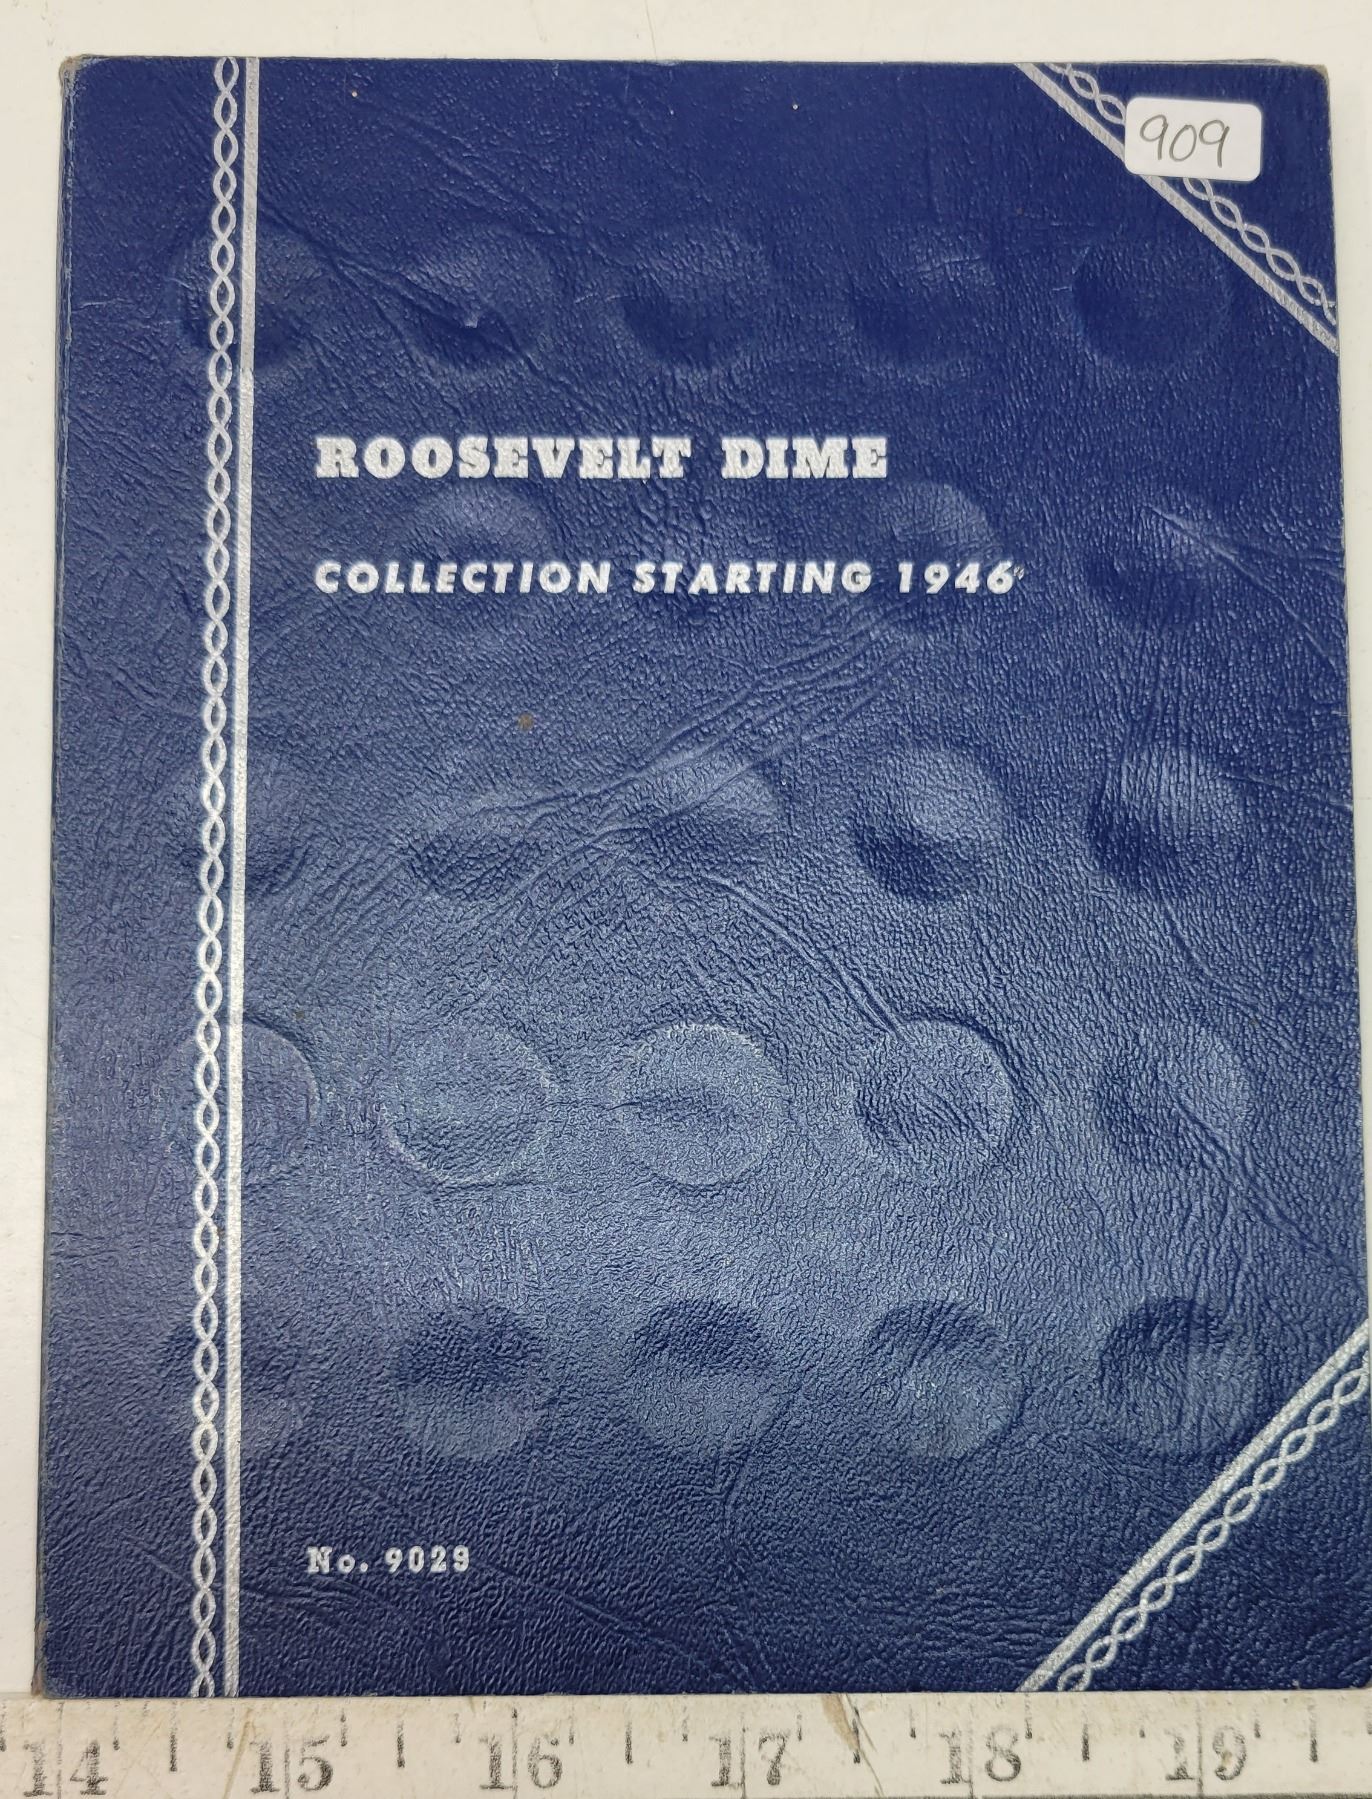 909
ROOSEVELT DIME
COLLECTION STARTING 1946
No. 9029
14 15 16 17 18 19